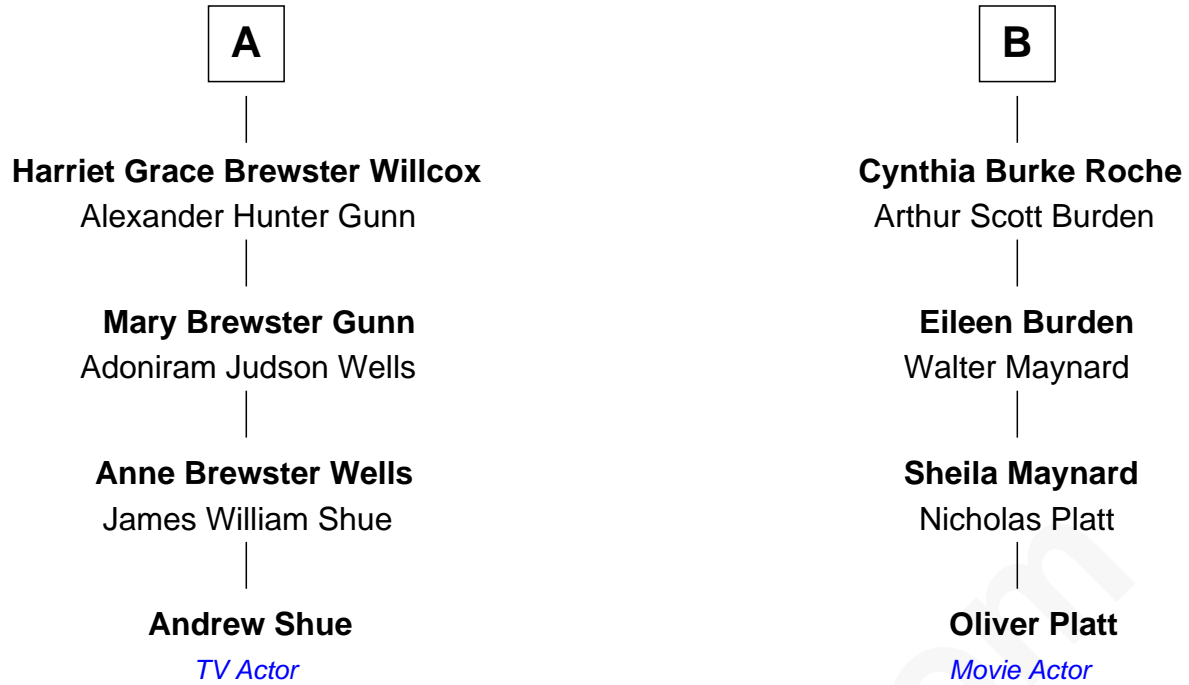 A
Harriet Grace Brewster Willcox
Alexander Hunter Gunn
Mary Brewster Gunn
Adoniram Judson Wells
Anne Brewster Wells
James William Shue
Andrew Shue
TV Actor
B
Cynthia Burke Roche
Arthur Scott Burden
Eileen Burden
Walter Maynard
Sheila Maynard
Nicholas Platt
Oliver Platt
Movie Actor